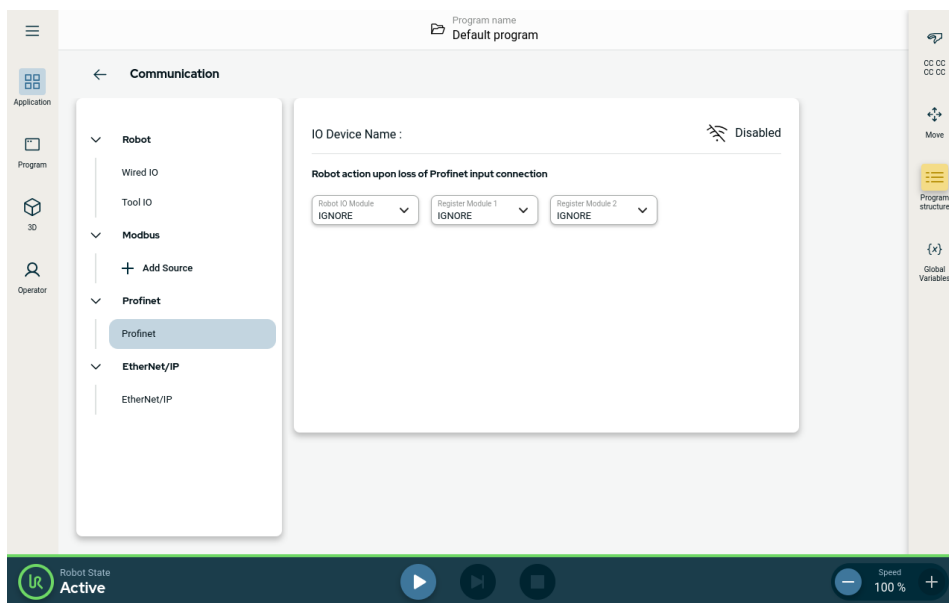 Program name
Default program
Communication
Application
Program
3D
Operator
Robot
Wired IO
Tool IO
Modbus
Add Source
Profinet
Profinet
EtherNet/IP
EtherNet/IP
IO Device Name :
Disabled
Robot action upon loss of Profinet input connection
Robot IO Module
IGNORE
Register Module 1
IGNORE
Register Module 2
IGNORE
CC CC
CC CC
Move
Program
structure
{x}
Global
Variables
UR
Robot State
Active
Speed
100 %